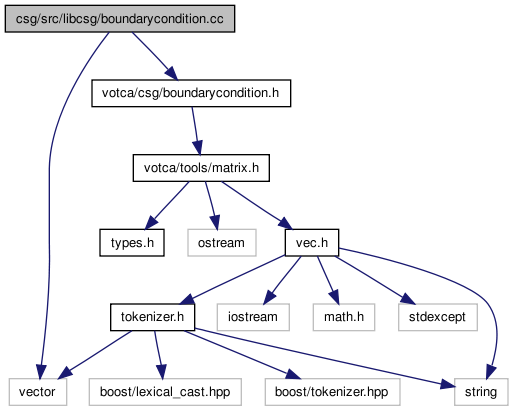 csg/src/libcsg/boundarycondition.cc
votca/csg/boundarycondition.h
votca/tools/matrix.h
types.h
ostream
vec.h
tokenizer.h
iostream
math.h
stdexcept
vector
boost/lexical_cast.hpp
boost/tokenizer.hpp
string